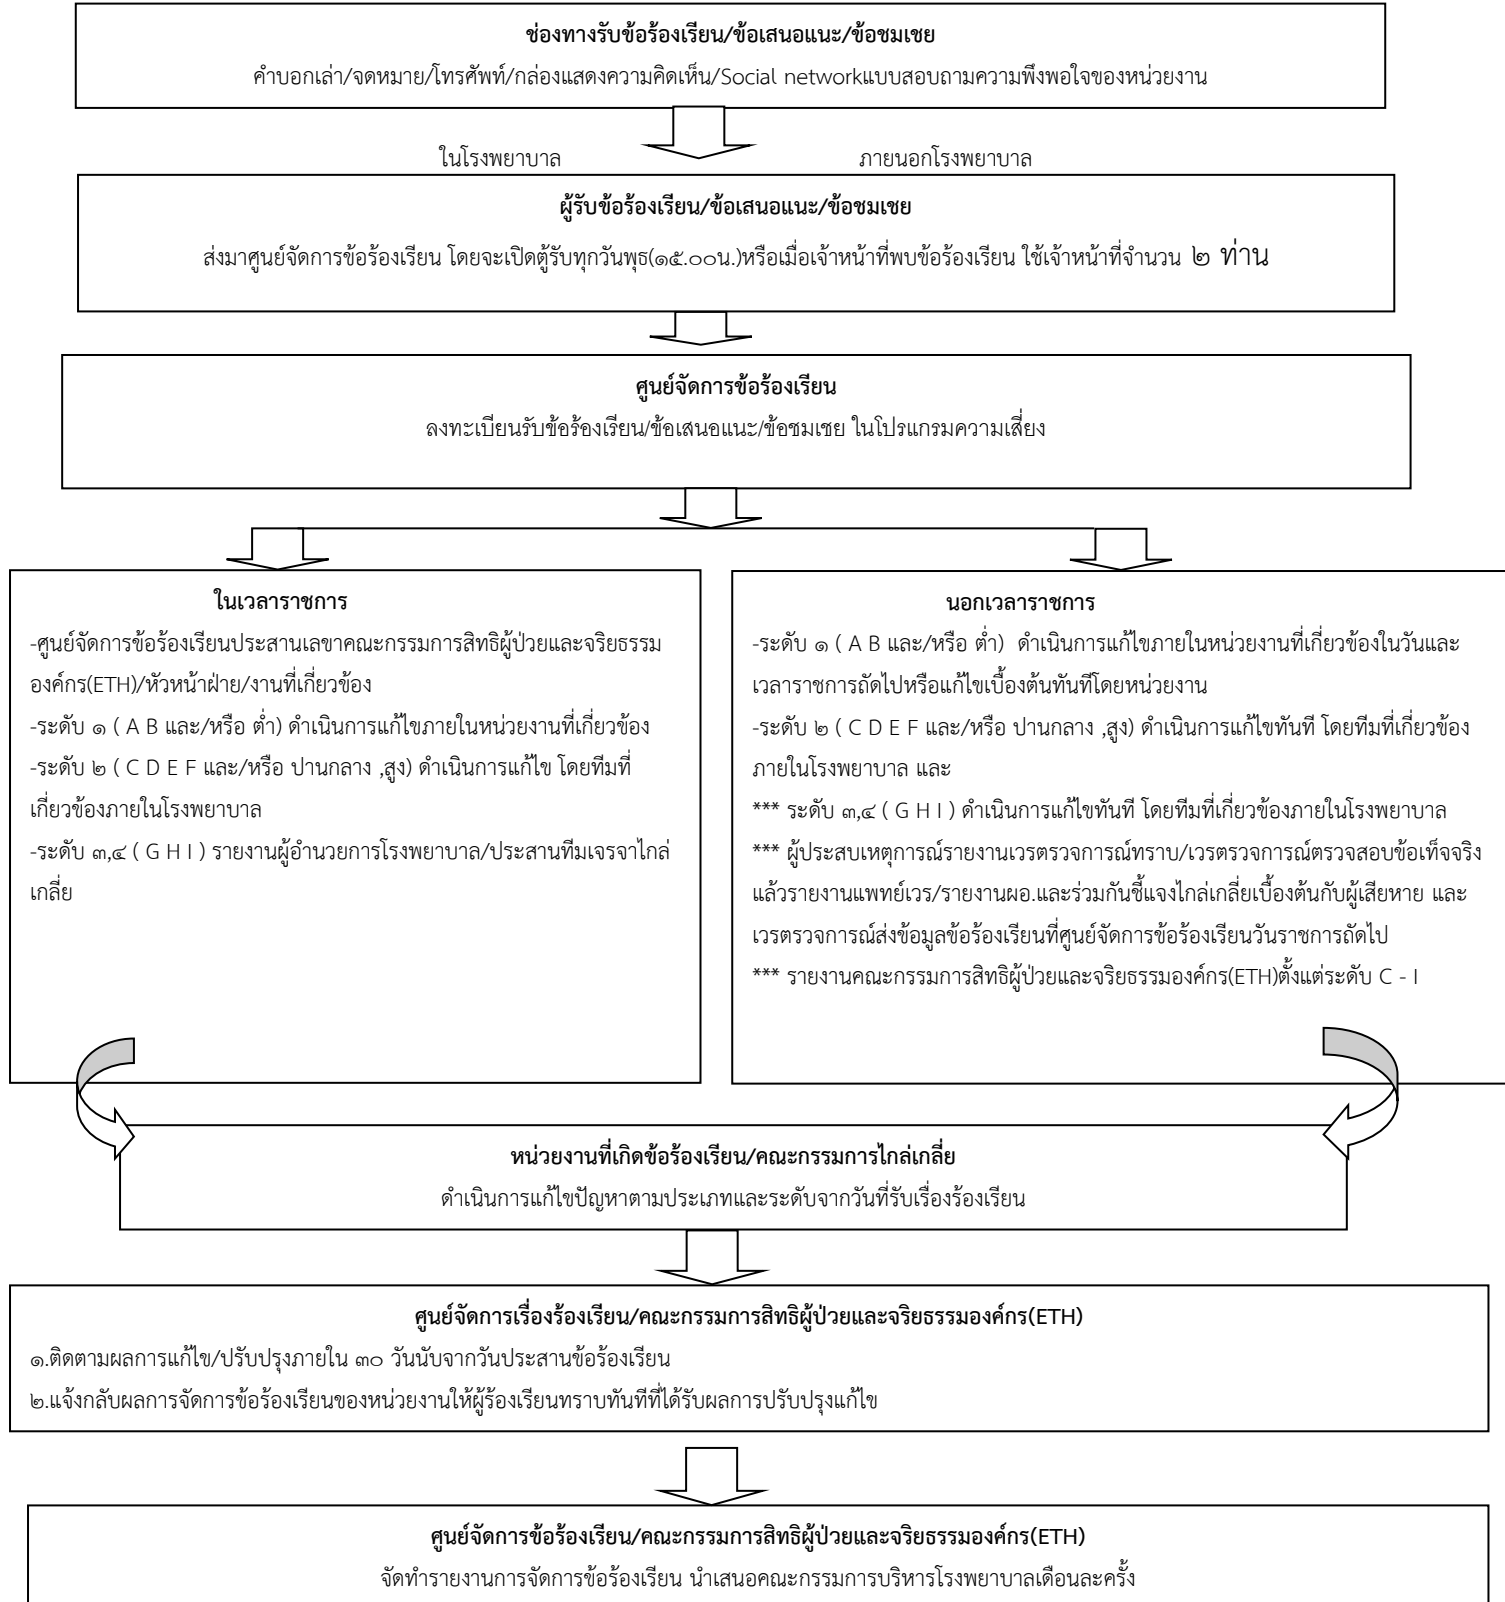 ช่องทางรับข้อร้องเรียน/ข้อเสนอแนะ/ข้อชมเชย
คำบอกเล่า/จดหมาย/โทรศัพท์/กล่องแสดงความคิดเห็น/Social networkแบบสอบถามความพึงพอใจของหน่วยงาน
ในโรงพยาบาล ภายนอกโรงพยาบาล
ผู้รับข้อร้องเรียน/ข้อเสนอแนะ/ข้อชมเชย
ส่งมาศูนย์จัดการข้อร้องเรียน โดยจะเปิดตู้รับทุกวันพุธ(๑๕.๐๐น.)หรือเมื่อเจ้าหน้าที่พบข้อร้องเรียน ใช้เจ้าหน้าที่จำนวน ๒ ท่าน
ศูนย์จัดการข้อร้องเรียน
ลงทะเบียนรับข้อร้องเรียน/ข้อเสนอแนะ/ข้อชมเชย ในโปรแกรมความเสี่ยง
ในเวลาราชการ
-ศูนย์จัดการข้อร้องเรียนประสานเลขาคณะกรรมการสิทธิผู้ป่วยและจริยธรรม
องค์กร(ETH)/หัวหน้าฝ่าย/งานที่เกี่ยวข้อง
-ระดับ ๑ ( A B และ/หรือ ต่ำ) ดำเนินการแก้ไขภายในหน่วยงานที่เกี่ยวข้อง
-ระดับ ๒ ( C D E F และ/หรือ ปานกลาง ,สูง) ดำเนินการแก้ไข โดยทีมที่
เกี่ยวข้องภายในโรงพยาบาล
-ระดับ ๓,๔ ( G H I ) รายงานผู้อำนวยการโรงพยาบาล/ประสานทีมเจรจาไกล่
เกลี่ย
นอกเวลาราชการ
-ระดับ ๑ ( A B และ/หรือ ต่ำ) ดำเนินการแก้ไขภายในหน่วยงานที่เกี่ยวข้องในวันและ
เวลาราชการถัดไปหรือแก้ไขเบื้องต้นทันทีโดยหน่วยงาน
-ระดับ ๒ ( C D E F และ/หรือ ปานกลาง ,สูง) ดำเนินการแก้ไขทันที โดยทีมที่เกี่ยวข้อง
ภายในโรงพยาบาล และ
*** ระดับ ๓,๔ ( G H I ) ดำเนินการแก้ไขทันที โดยทีมที่เกี่ยวข้องภายในโรงพยาบาล
*** ผู้ประสบเหตุการณ์รายงานเวรตรวจการณ์ทราบ/เวรตรวจการณ์ตรวจสอบข้อเท็จจริง
แล้วรายงานแพทย์เวร/รายงานผอ.และร่วมกันชี้แจงไกล่เกลี่ยเบื้องต้นกับผู้เสียหาย และ
เวรตรวจการณ์ส่งข้อมูลข้อร้องเรียนที่ศูนย์จัดการข้อร้องเรียนวันราชการถัดไป
*** รายงานคณะกรรมการสิทธิผู้ป่วยและจริยธรรมองค์กร(ETH)ตั้งแต่ระดับ C - I
หน่วยงานที่เกิดข้อร้องเรียน/คณะกรรมการไกล่เกลี่ย
ดำเนินการแก้ไขปัญหาตามประเภทและระดับจากวันที่รับเรื่องร้องเรียน
ศูนย์จัดการเรื่องร้องเรียน/คณะกรรมการสิทธิผู้ป่วยและจริยธรรมองค์กร(ETH)
๑.ติดตามผลการแก้ไข/ปรับปรุงภายใน ๓๐ วันนับจากวันประสานข้อร้องเรียน
๒.แจ้งกลับผลการจัดการข้อร้องเรียนของหน่วยงานให้ผู้ร้องเรียนทราบทันทีที่ได้รับผลการปรับปรุงแก้ไข
ศูนย์จัดการข้อร้องเรียน/คณะกรรมการสิทธิผู้ป่วยและจริยธรรมองค์กร(ETH)
จัดทำรายงานการจัดการข้อร้องเรียน นำเสนอคณะกรรมการบริหารโรงพยาบาลเดือนละครั้ง